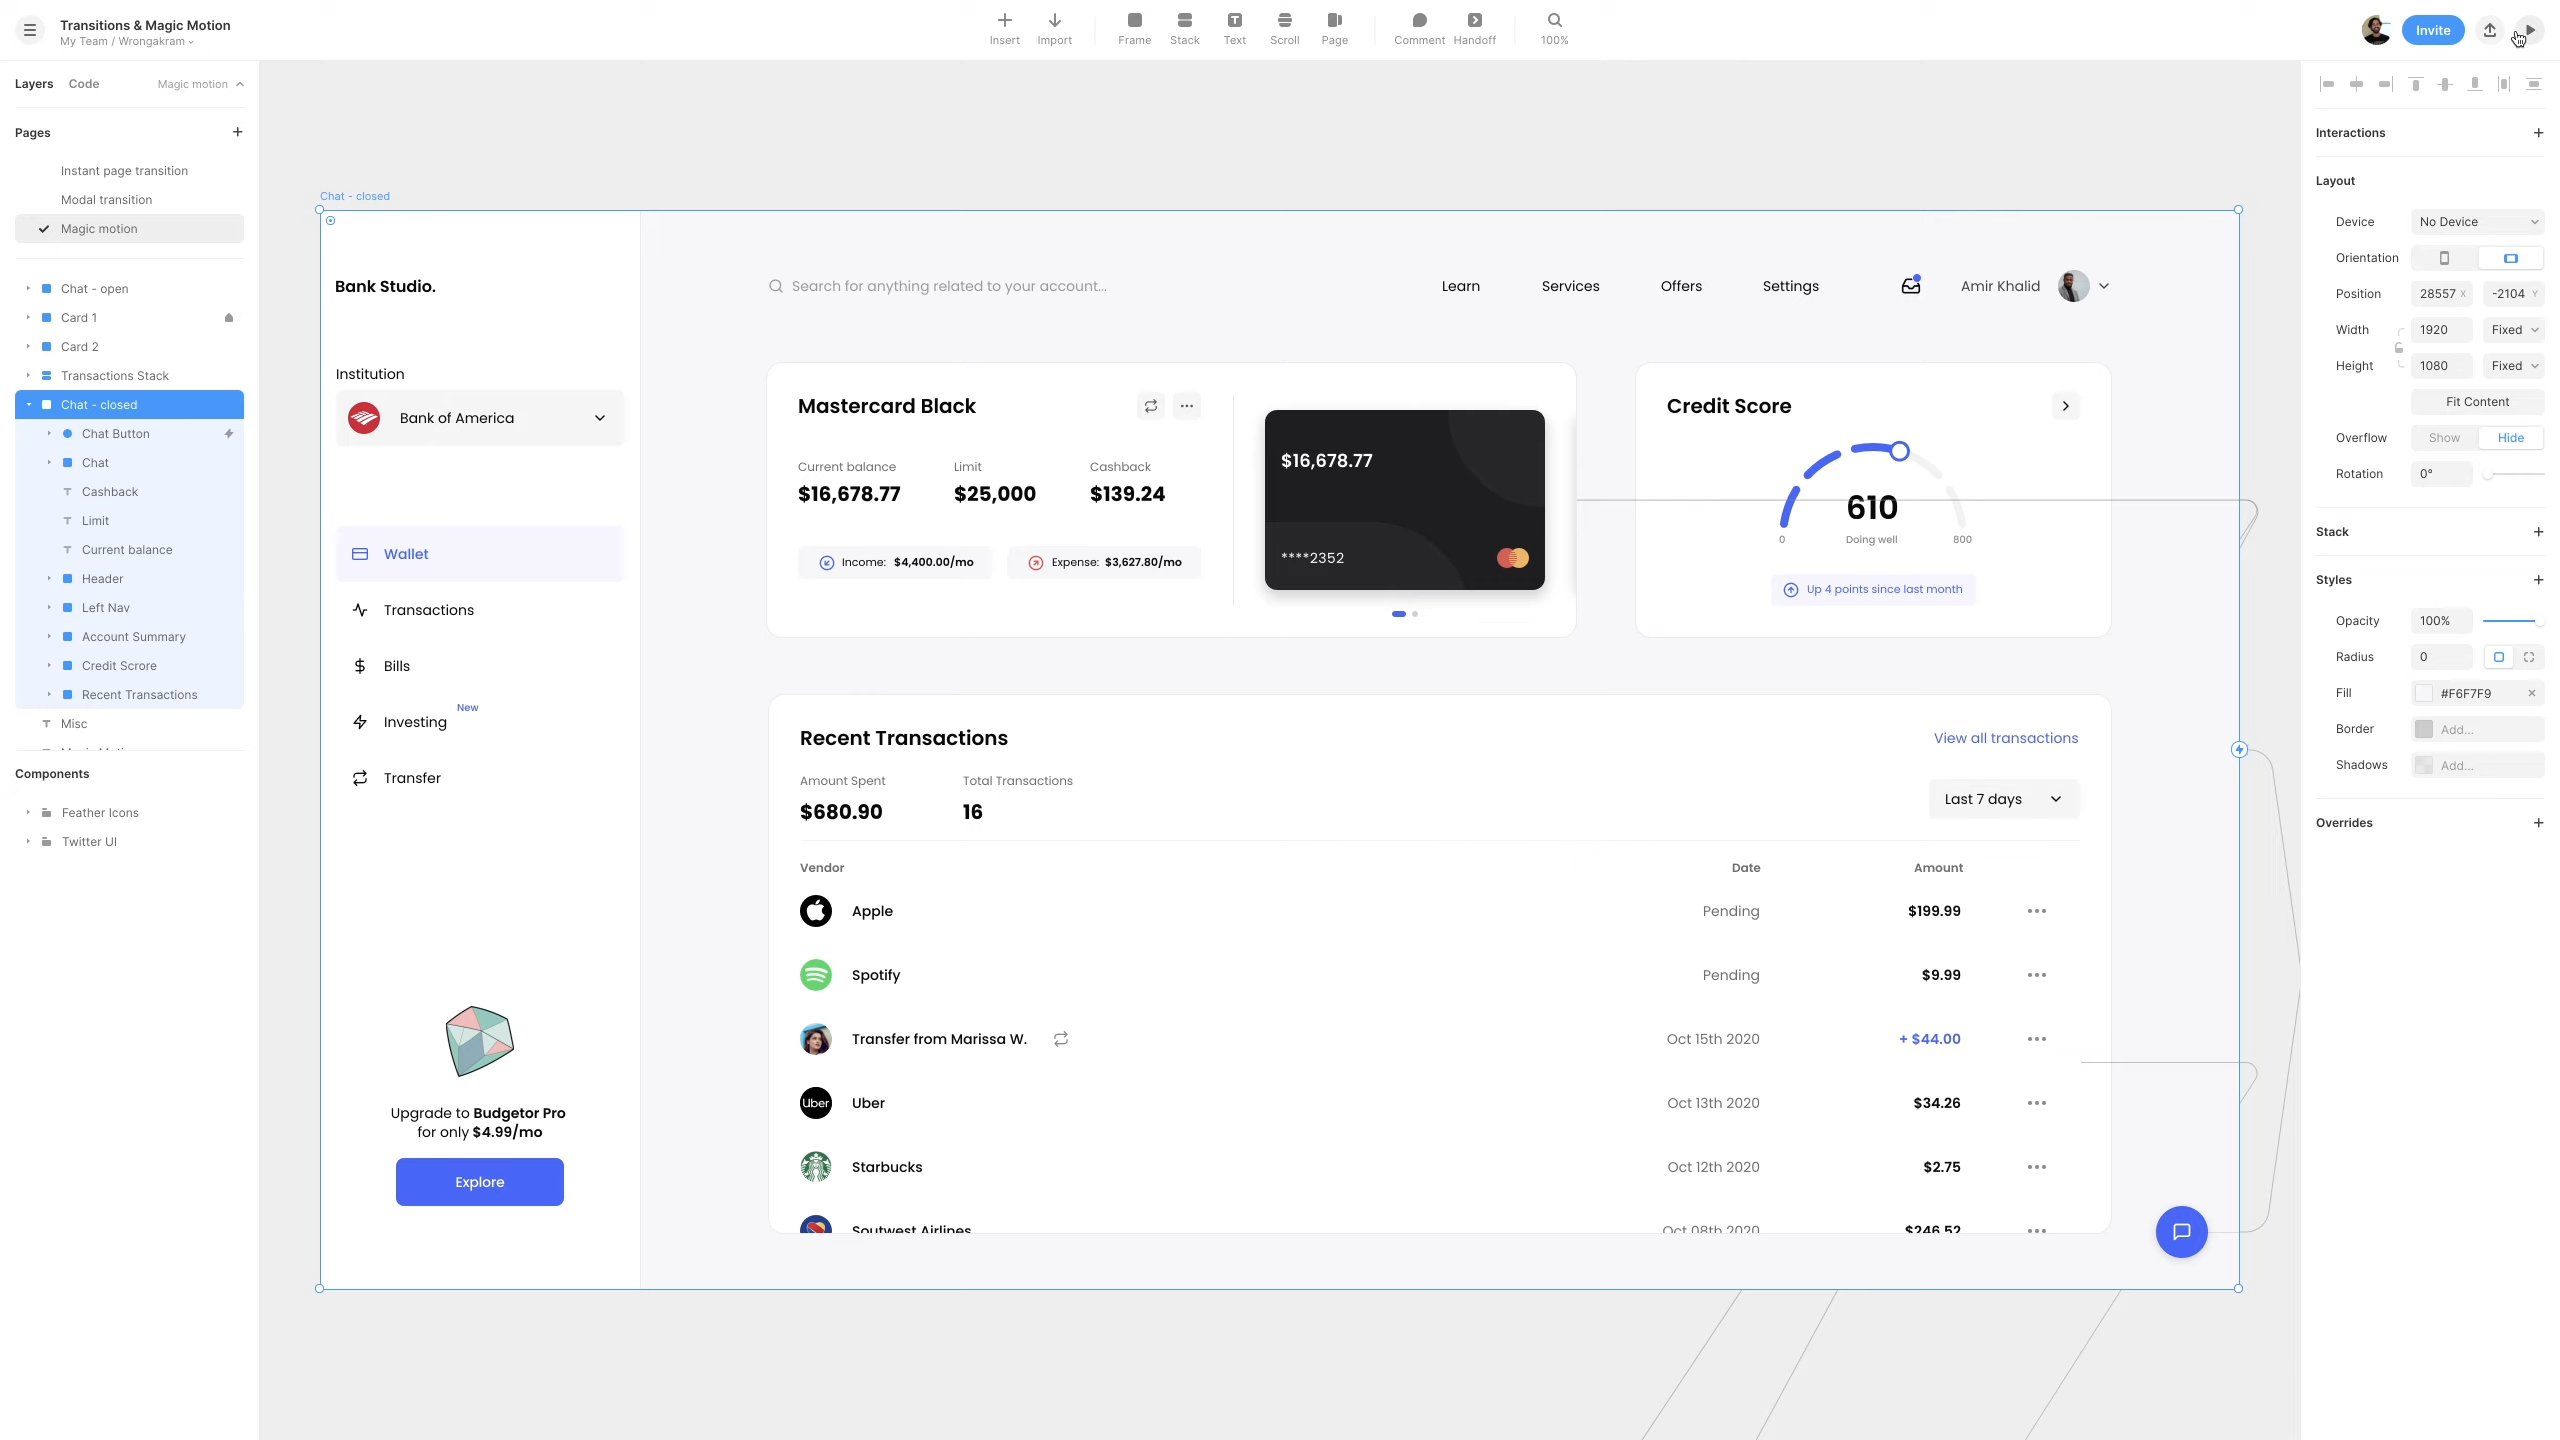 Transitions & Magic Motion
My Team / Wrongakram
Insert
Import
Frame
Stack
Text
Scroll
Page
Comment
Handoff
100%
Invite
Layers
Code
Magic motion
Pages
Instant page transition
Modal transition
Magic motion
Chat - open
Card 1
Card 2
Transactions Stack
Chat - closed
Chat Button
Chat
Cashback
Limit
Current balance
Header
Left Nav
Account Summary
Credit Scrore
Recent Transactions
Misc
Components
Feather Icons
Twitter UI
Chat - closed
Bank Studio.
Institution
Bank of America
Wallet
Transactions
Bills
Investing
New
Transfer
Upgrade to Budgetor Pro
for only $4.99/mo
Explore
Search for anything related to your account...
Learn
Services
Offers
Settings
Amir Khalid
Mastercard Black
Current balance
$16,678.77
Limit
$25,000
Cashback
$139.24
Income: $4,400.00/mo
Expense: $3,627.80/mo
$16,678.77
****2352
Credit Score
610
0
Doing well
800
Up 4 points since last month
Recent Transactions
View all transactions
Amount Spent
$680.90
Total Transactions
16
Last 7 days
Vendor Date Amount
Apple Pending $199.99
Spotify Pending $9.99
Transfer from Marissa W. Oct 15th 2020 + $44.00
Uber Uber Oct 13th 2020 $34.26
Starbucks Oct 12th 2020 $2.75
Soutwest Airlines Oct 08th 2020 $246.52
Interactions
Layout
Device No Device
Orientation
Position 28557 X -2104 Y
Width 1920 Fixed
Height 1080 Fixed
Fit Content
Overflow Show Hide
Rotation 0°
Stack
Styles
Opacity 100%
Radius 0
Fill #F6F7F9
Border Add...
Shadows Add...
Overrides